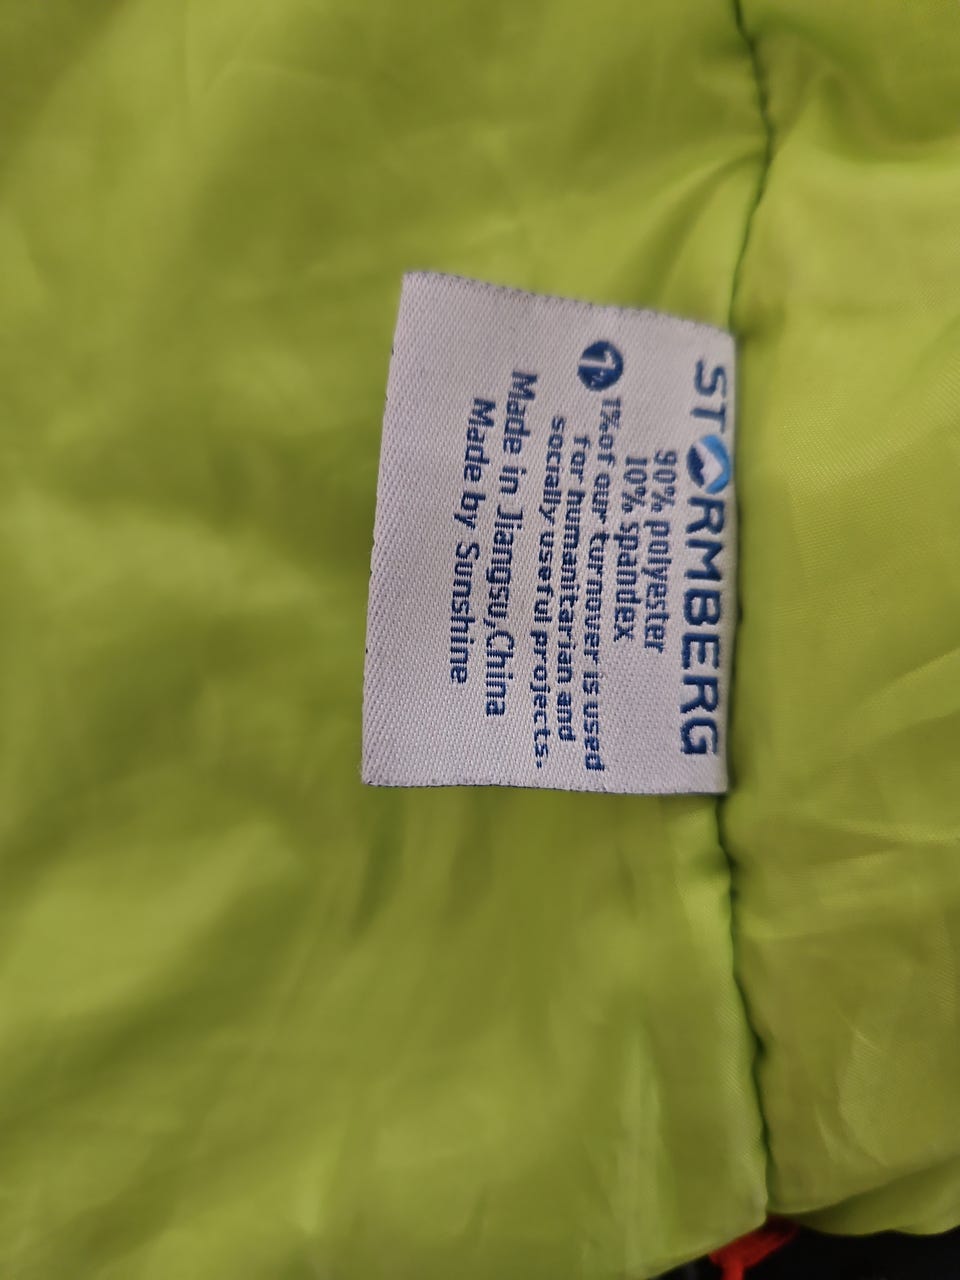 STORMBERG
90% polyester
10% spandex
1% 1% of our turnover is used
for humanitarian and
socially useful projects.
Made in Jiangsu,China
Made by Sunshine